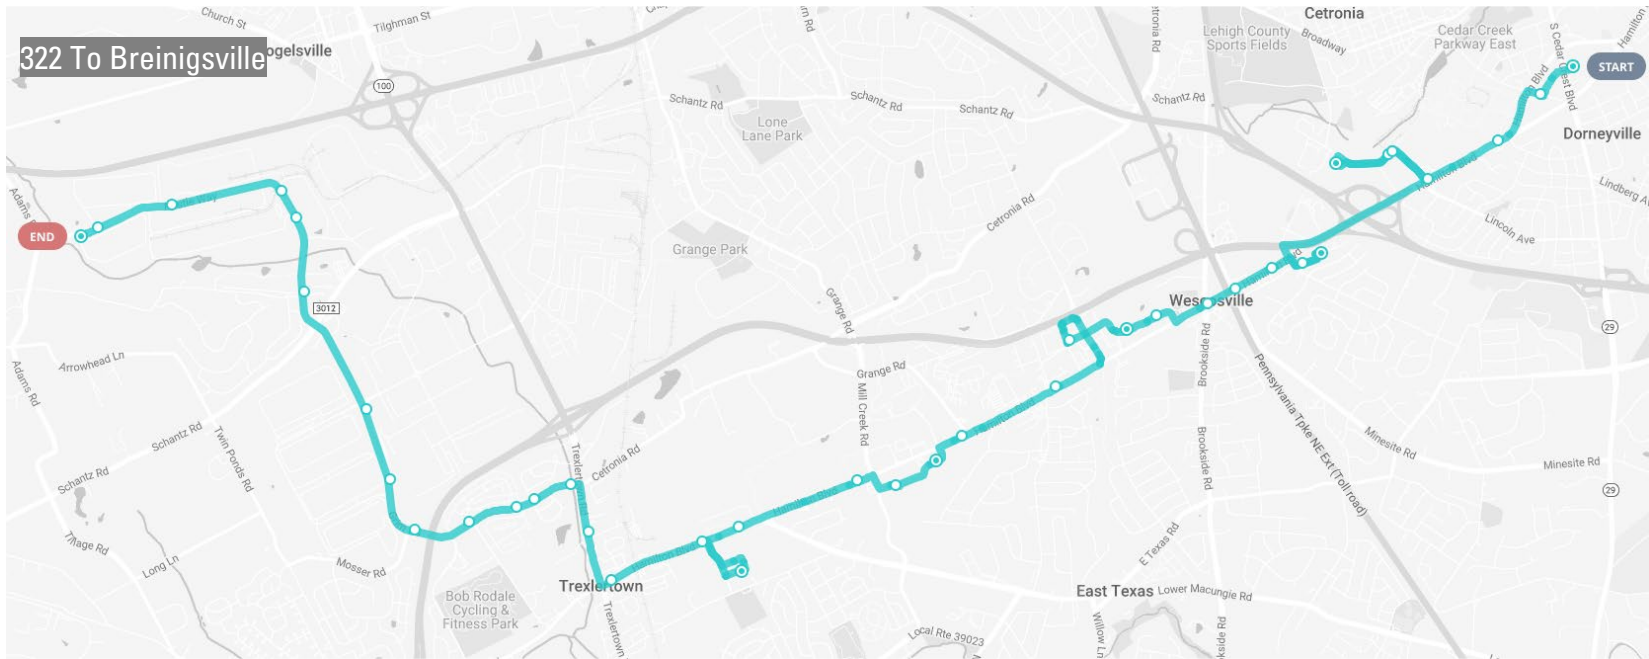 322 To Breinigsville
ogelsville
Church St
Tilghman St
100
Cetronia
Broadway
Lehigh County
Sports Fields
Cedar Creek
Parkway East
START
Dorneyville
Schantz Rd
Schantz Rd
Schantz Rd
Schantz Rd
Lone
Lane Park
Lindberg Av
Lincoln Ave
Cetronia Rd
Grange Park
END
3012
Grange Rd
Grange Rd
Mill Creek Rd
Brookside Rd
Brookside Rd
Pennsylvania Tpke NE Ext (Toll road)
29
29
Minesite Rd
Minesite Rd
Arrowhead Ln
Adams Rd
Schantz Rd
Schantz Rd
Twin Ponds Rd
Cetronia Rd
Hamilton Blvd
Hamilton Blvd
Hamilton Blvd
Long Ln
Mosser Rd
Trexlertown
Trexlertown
Bob Rodale
Cycling &
Fitness Park
E Texas Rd
East Texas
Lower Macungie Rd
Willow Ln
Local Rte 39023